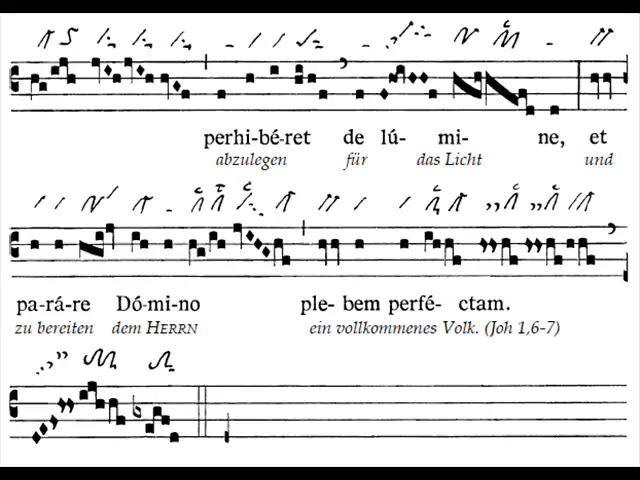 perhi-bé-ret de lú- mi- ne, et
abzulegen für das Licht und
pa-rá-re Dó-mi-no ple- bem perfé- ctam.
zu bereiten dem HERRN ein vollkommenes Volk. (Joh 1,6-7)